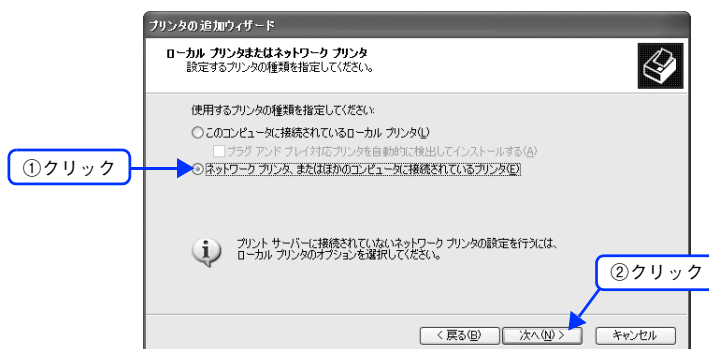 プリンタの追加ウィザード
ローカル プリンタまたはネットワーク プリンタ
設定するプリンタの種類を指定してください。
使用するプリンタの種類を指定してください:
このコンピュータに接続されているローカル プリンタ(L)
プラグ アンド プレイ対応プリンタを自動的に検出してインストールする(A)
①クリック
ネットワーク プリンタ、またはほかのコンピュータに接続されているプリンタ(E)
プリント サーバーに接続されていないネットワーク プリンタの設定を行うには、
ローカル プリンタのオプションを選択してください。
②クリック
< 戻る(B)
次へ(N) >
キャンセル